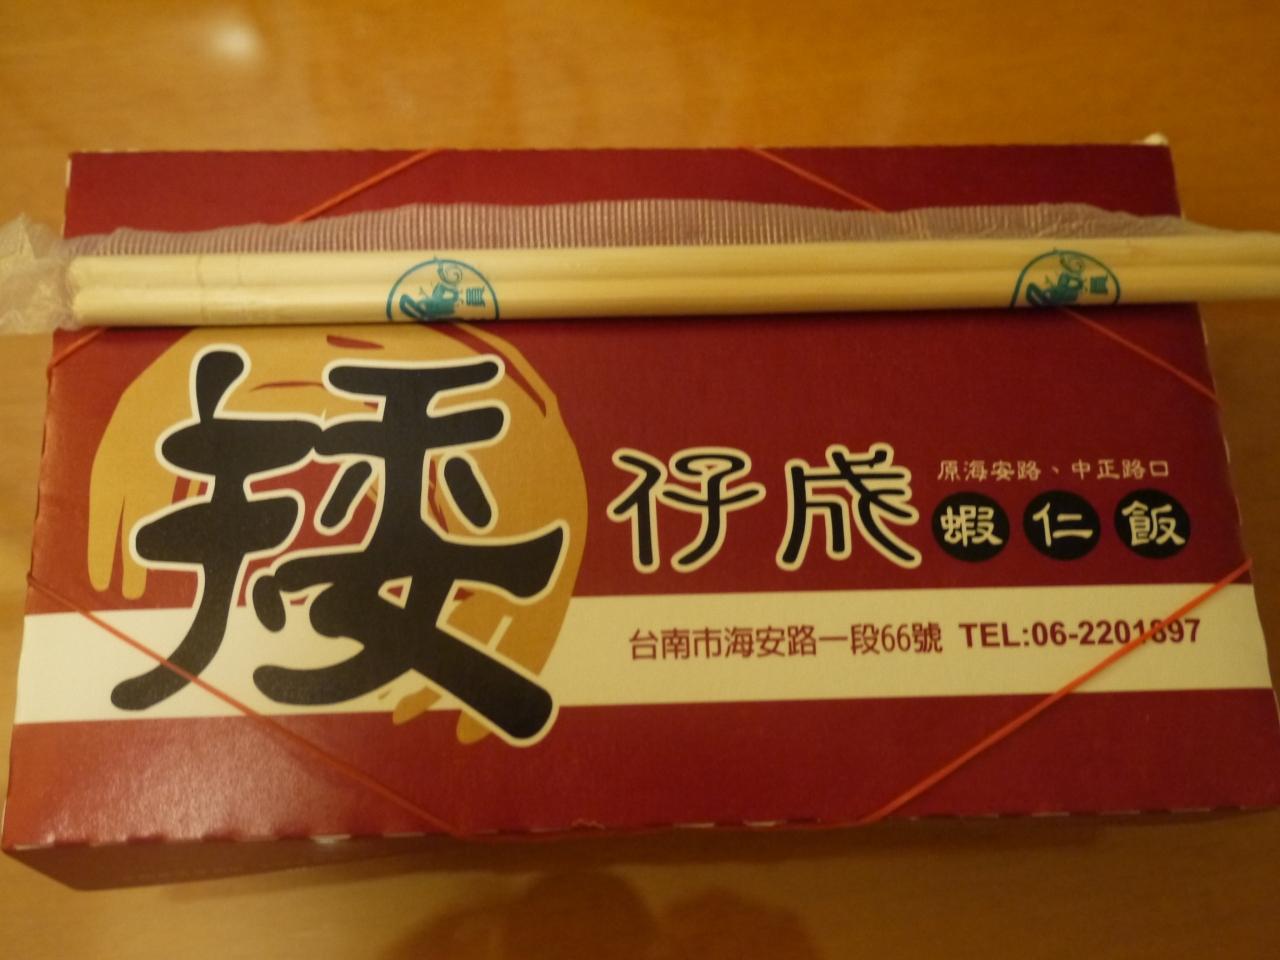 矮仔成
原海安路、中正路口
蝦仁飯
台南市海安路一段66號 TEL:06-2201897